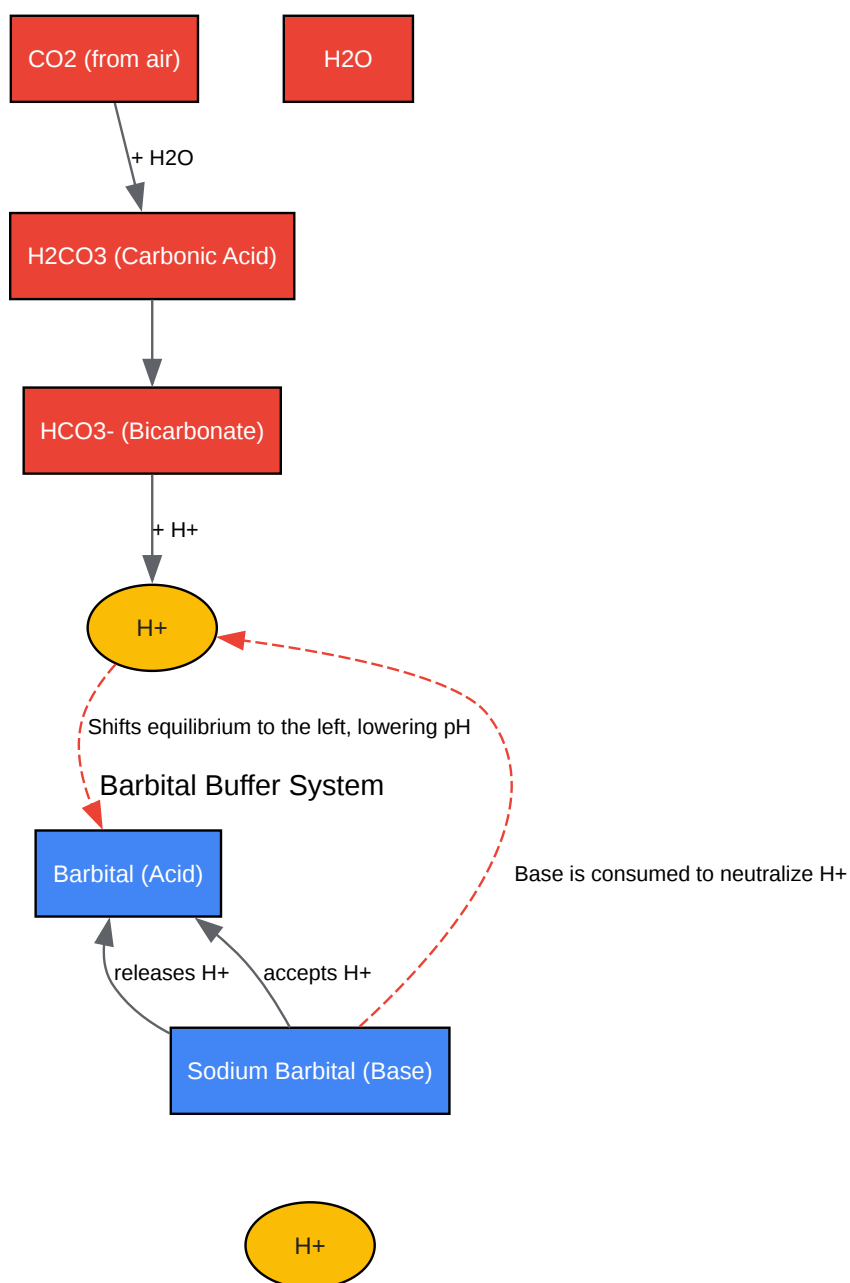 CO2 (from air)
H2O
+ H2O
H2CO3 (Carbonic Acid)
HCO3- (Bicarbonate)
+ H+
H+
Shifts equilibrium to the left, lowering pH
Barbital Buffer System
Barbital (Acid)
Base is consumed to neutralize H+
releases H+
accepts H+
Sodium Barbital (Base)
H+